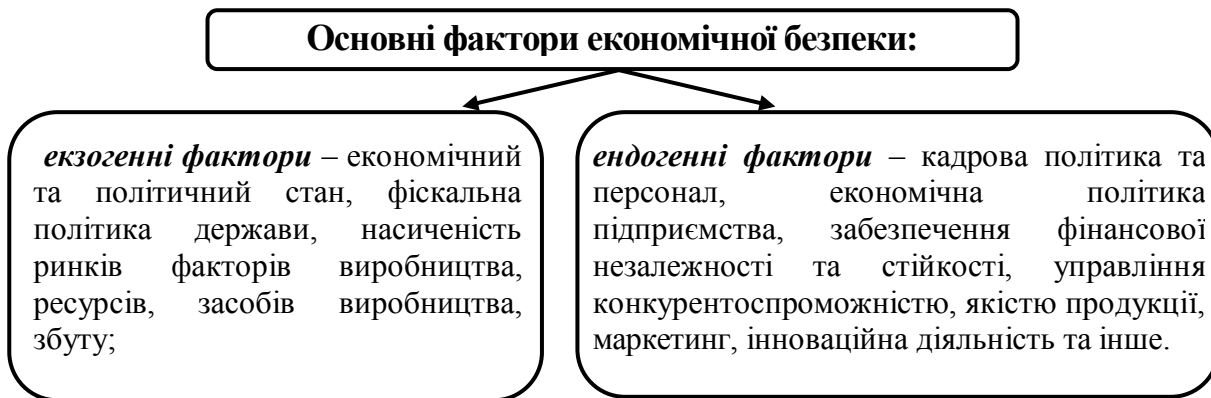 Основні фактори економічної безпеки:
екзогенні фактори – економічний
та політичний стан, фіскальна
політика держави, насиченість
ринків факторів виробництва,
ресурсів, засобів виробництва,
збуту;
ендогенні фактори – кадрова політика та
персонал, економічна політика
підприємства, забезпечення фінансової
незалежності та стійкості, управління
конкурентоспроможністю, якістю продукції,
маркетинг, інноваційна діяльність та інше.